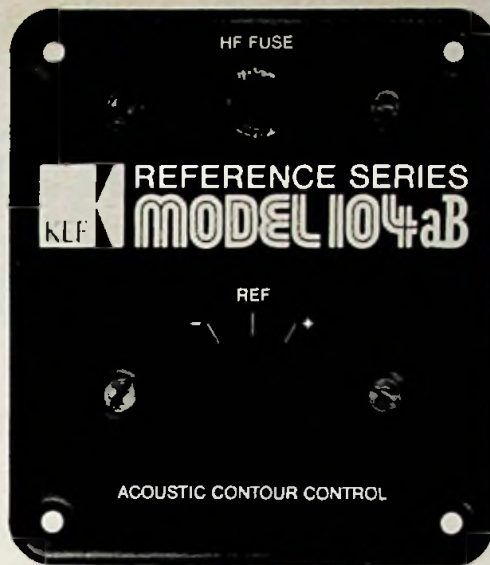 HF FUSE
REFERENCE SERIES
KEF MODEL 104aB
REF
- +
ACOUSTIC CONTOUR CONTROL